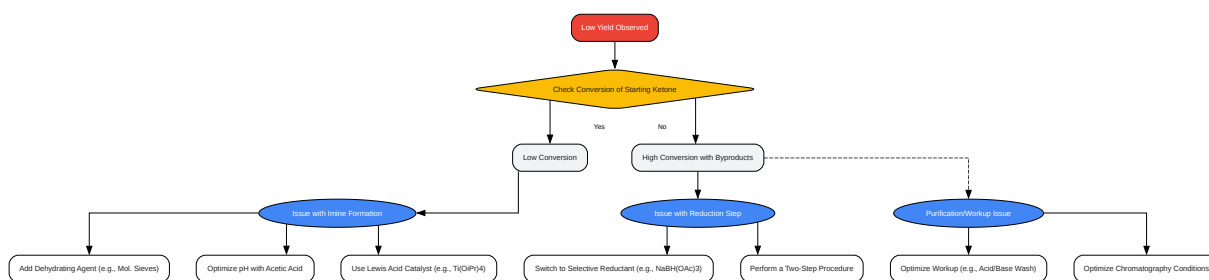 Low Yield Observed
Check Conversion of Starting Ketone
Yes
No
Low Conversion
High Conversion with Byproducts
Issue with Imine Formation
Issue with Reduction Step
Purification/Workup Issue
Add Dehydrating Agent (e.g., Mol. Sieves)
Optimize pH with Acetic Acid
Use Lewis Acid Catalyst (e.g., Ti(OiPr)4)
Switch to Selective Reductant (e.g., NaBH(OAc)3)
Perform a Two-Step Procedure
Optimize Workup (e.g., Acid/Base Wash)
Optimize Chromatography Conditions